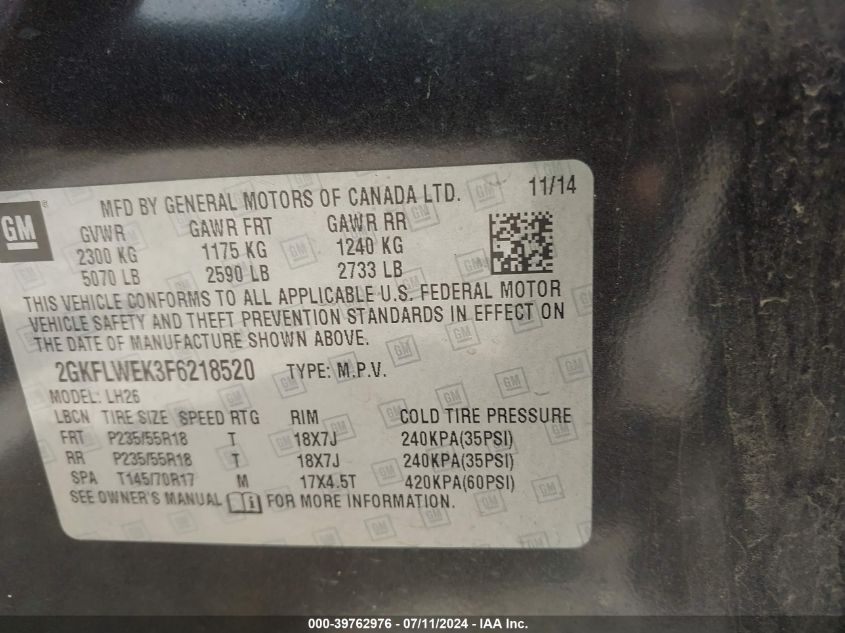 GM ®
MFD BY GENERAL MOTORS OF CANADA LTD. 11/14
GVWR GAWR FRT GAWR RR
2300 KG 1175 KG 1240 KG
5070 LB 2590 LB 2733 LB
THIS VEHICLE CONFORMS TO ALL APPLICABLE U.S. FEDERAL MOTOR
VEHICLE SAFETY AND THEFT PREVENTION STANDARDS IN EFFECT ON
THE DATE OF MANUFACTURE SHOWN ABOVE.
2GKFLWEK3F6218520 TYPE: M.P.V.
MODEL: LH26
LBCN TIRE SIZE SPEED RTG RIM COLD TIRE PRESSURE
FRT P235/55R18 T 18X7J 240KPA(35PSI)
RR P235/55R18 T 18X7J 240KPA(35PSI)
SPA T145/70R17 M 17X4.5T 420KPA(60PSI)
SEE OWNER'S MANUAL FOR MORE INFORMATION.
000-39762976 - 07/11/2024 - IAA Inc.